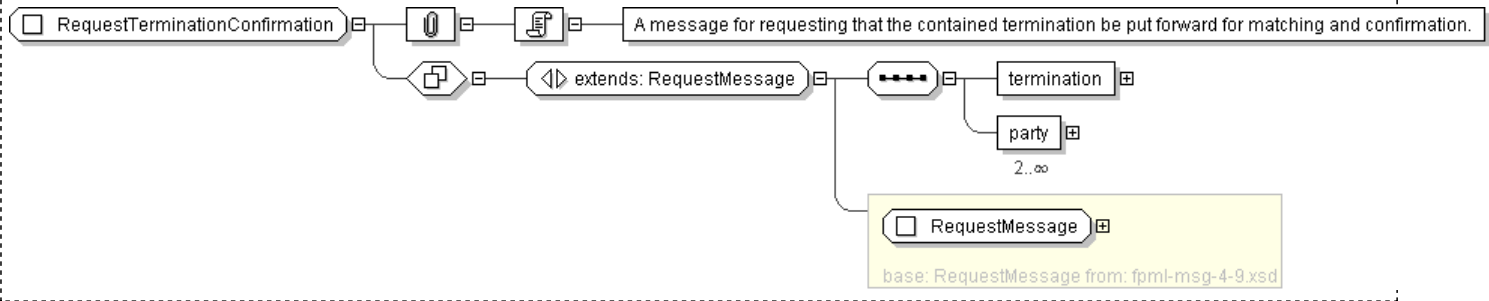 RequestTerminationConfirmation
A message for requesting that the contained termination be put forward for matching and confirmation.
extends: RequestMessage
termination
party
2..∞
RequestMessage
base: RequestMessage from: fpml-msg-4-9.xsd